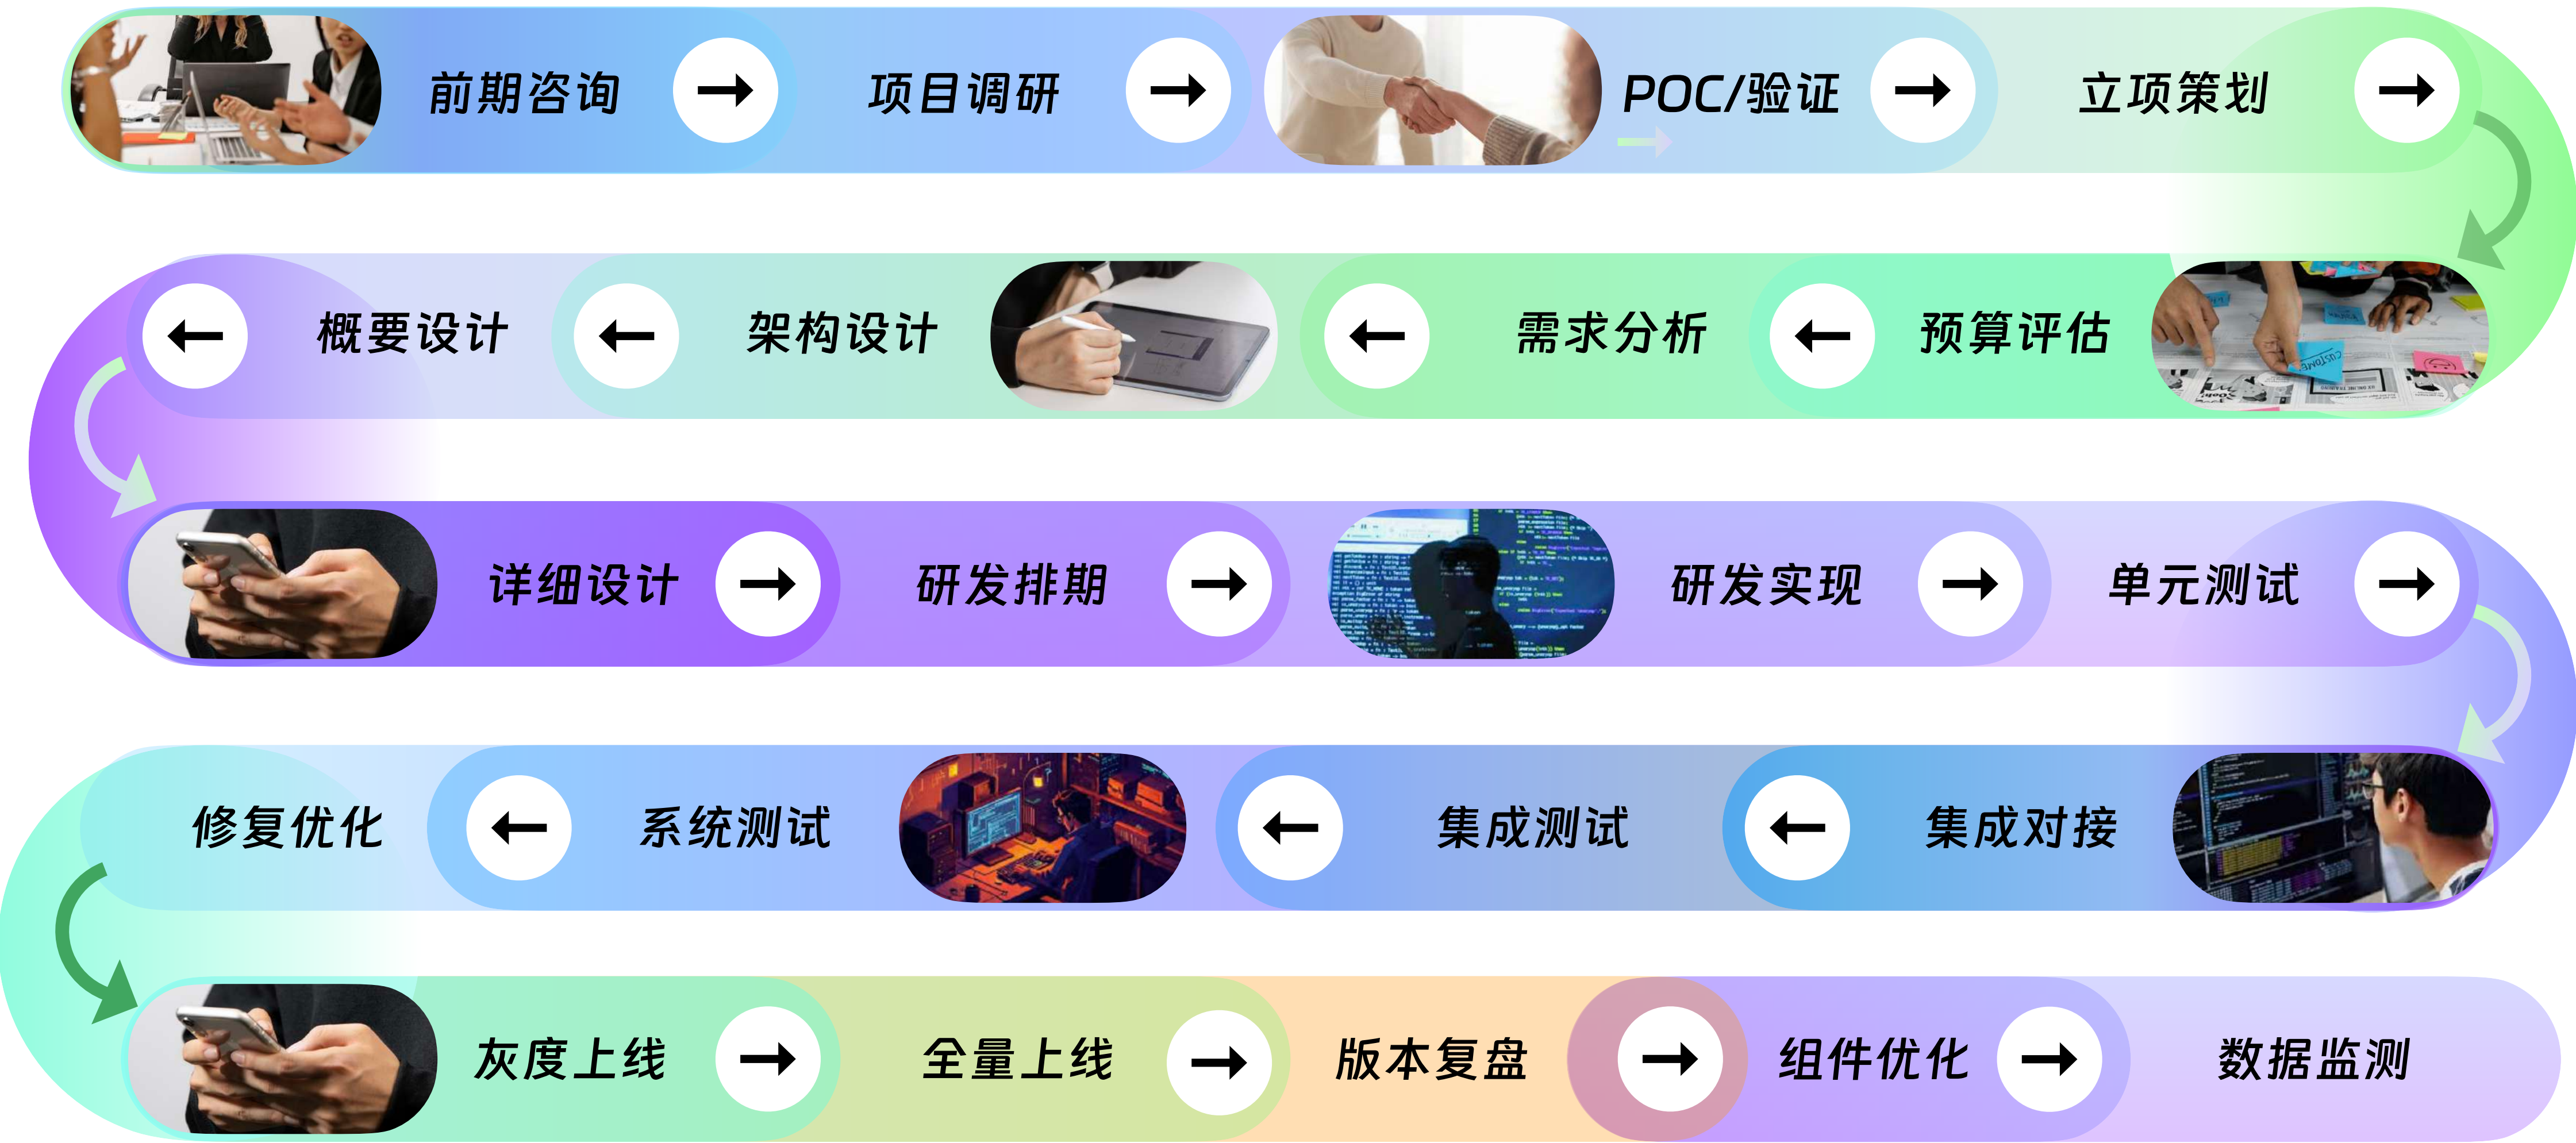 前期咨询
项目调研
POC/验证
立项策划
预算评估
需求分析
架构设计
概要设计
详细设计
研发排期
研发实现
单元测试
集成对接
集成测试
系统测试
修复优化
灰度上线
全量上线
版本复盘
组件优化
数据监测